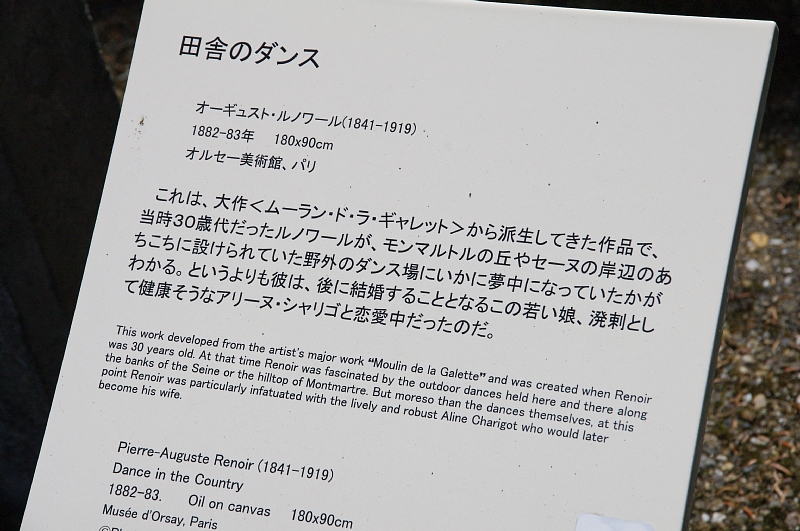 田舎のダンス
オーギュスト・ルノワール(1841-1919)
1882-83年 180x90cm
オルセー美術館、パリ
これは、大作＜ムーラン・ド・ラ・ギャレット＞から派生してきた作品で、
当時30歳代だったルノワールが、モンマルトルの丘やセーヌの岸辺のあ
ちこちに設けられていた野外のダンス場にいかに夢中になっていたかが
わかる。というよりも彼は、後に結婚することとなるこの若い娘、溌剌とし
て健康そうなアリーヌ・シャリゴと恋愛中だったのだ。
This work developed from the artist's major work “Moulin de la Galette” and was created when Renoir
was 30 years old. At that time Renoir was fascinated by the outdoor dances held here and there along
the banks of the Seine or the hilltop of Montmartre. But moreso than the dances themselves, at this
point Renoir was particularly infatuated with the lively and robust Aline Charigot who would later
become his wife.
Pierre-Auguste Renoir (1841-1919)
Dance in the Country
1882-83. Oil on canvas 180x90cm
Musée d'Orsay, Paris